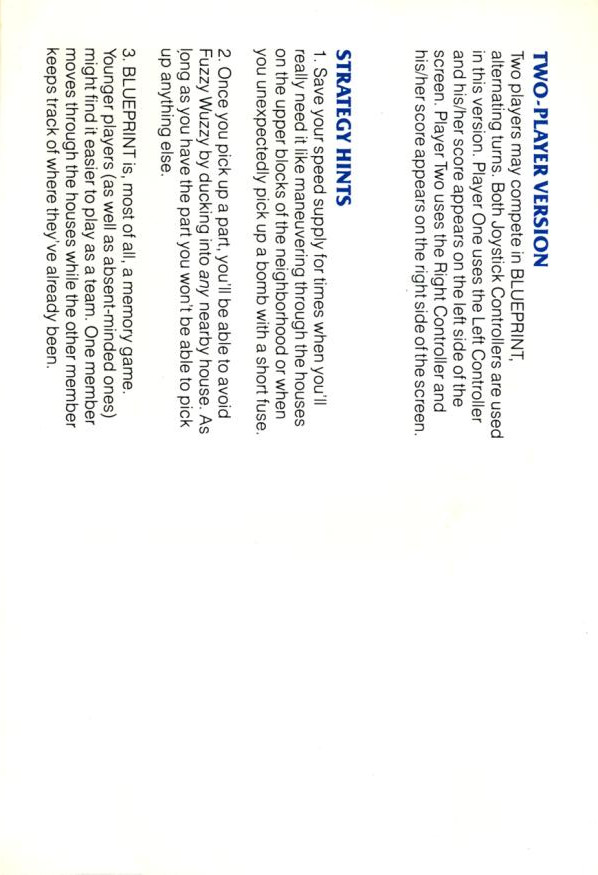 TWO-PLAYER VERSION
Two players may compete in BLUEPRINT,
alternating turns. Both Joystick Controllers are used
in this version. Player One uses the Left Controller
and his/her score appears on the left side of the
screen. Player Two uses the Right Controller and
his/her score appears on the right side of the screen.
STRATEGY HINTS
1. Save your speed supply for times when you'll
really need it like maneuvering through the houses
on the upper blocks of the neighborhood or when
you unexpectedly pick up a bomb with a short fuse.
2. Once you pick up a part, you'll be able to avoid
Fuzzy Wuzzy by ducking into any nearby house. As
long as you have the part you won't be able to pick
up anything else.
3. BLUEPRINT is, most of all, a memory game.
Younger players (as well as absent-minded ones)
might find it easier to play as a team. One member
moves through the houses while the other member
keeps track of where they've already been.